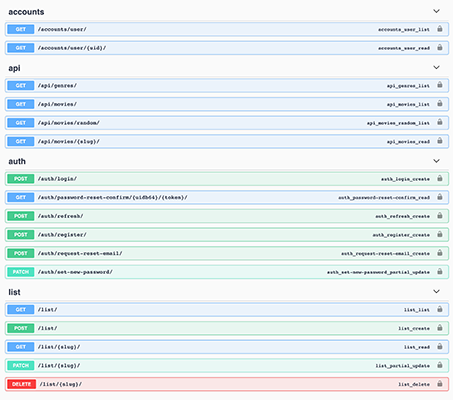 accounts
GET /accounts/user/ accounts_user_list
GET /accounts/user/{uid}/ accounts_user_read
api
GET /api/genres/ api_genres_list
GET /api/movies/ api_movies_list
GET /api/movies/random/ api_movies_random_list
GET /api/movies/{slug}/ api_movies_read
auth
POST /auth/login/ auth_login_create
GET /auth/password-reset-confirm/{uidb64}/{token}/ auth_password-reset-confirm_read
POST /auth/refresh/ auth_refresh_create
POST /auth/register/ auth_register_create
POST /auth/request-reset-email/ auth_request-reset-email_create
PATCH /auth/set-new-password/ auth_set-new-password_partial_update
list
GET /list/ list_list
POST /list/ list_create
GET /list/{slug}/ list_read
PATCH /list/{slug}/ list_partial_update
DELETE /list/{slug}/ list_delete